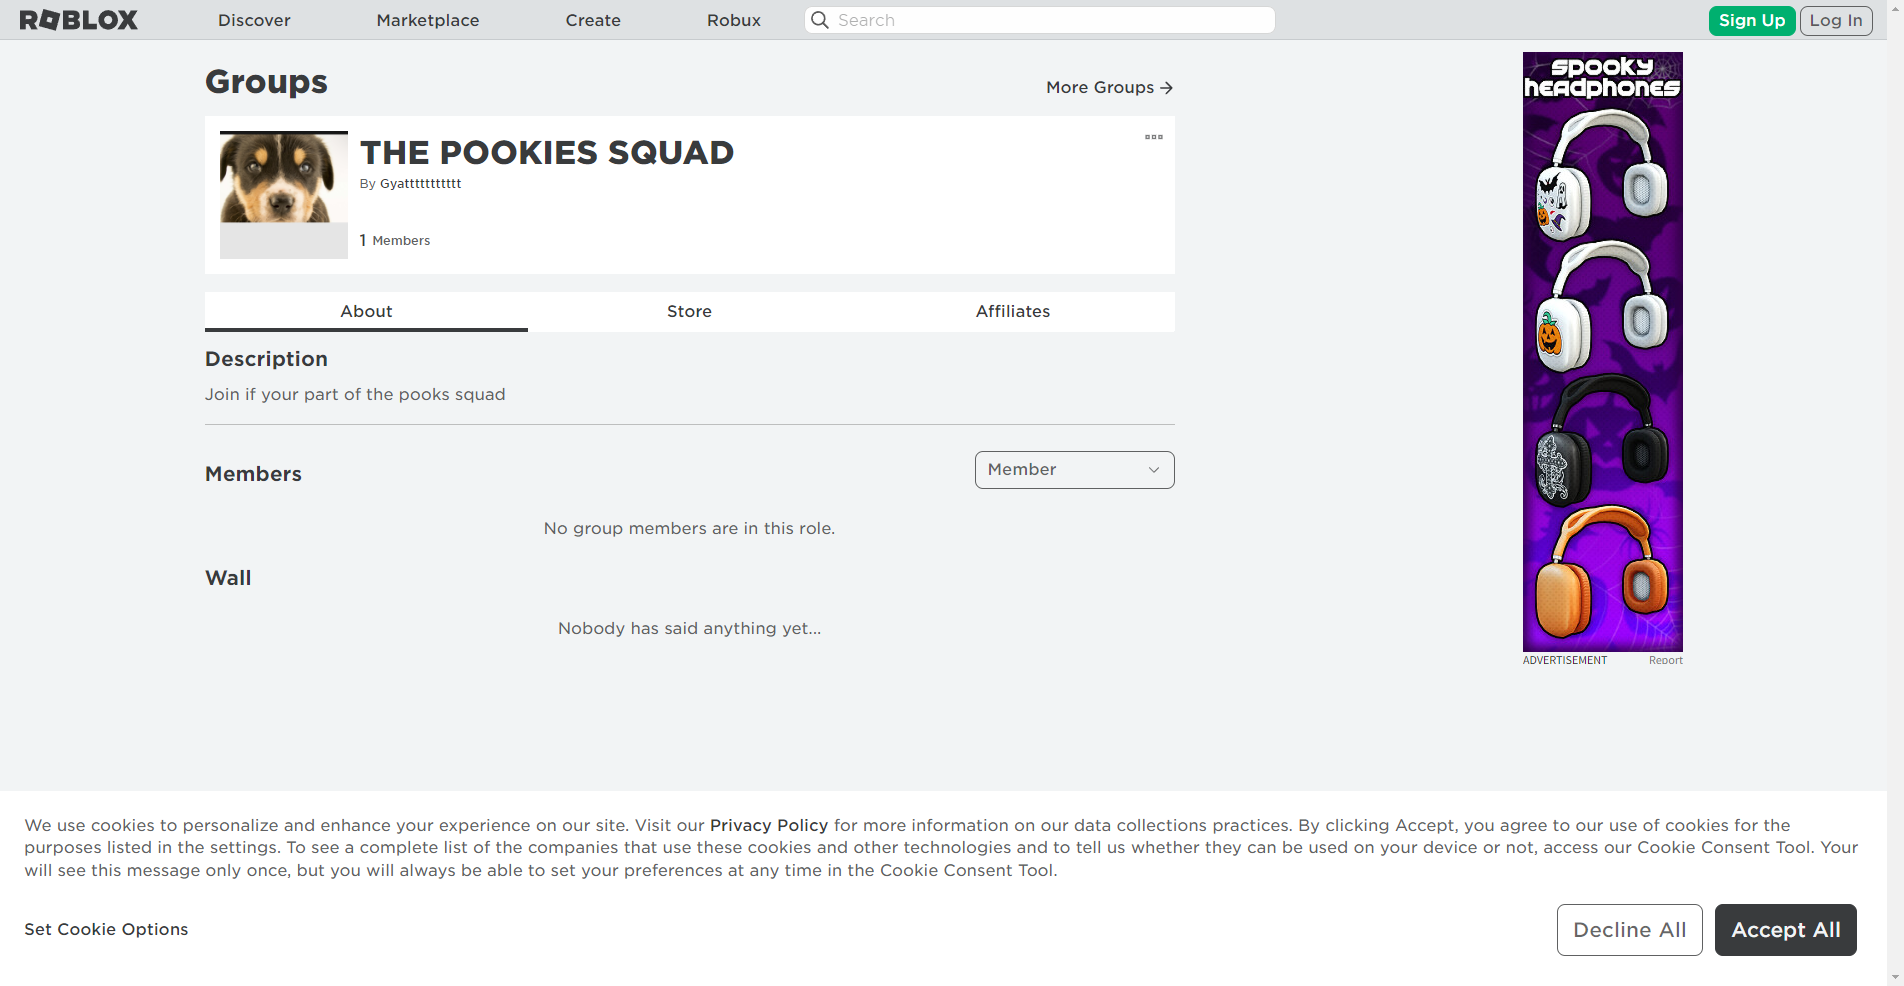 ROBLOX
Discover
Marketplace
Create
Robux
Search
Sign Up
Log In
Groups
More Groups →
THE POOKIES SQUAD
By Gyattttttttttt
1 Members
About
Store
Affiliates
Description
Join if your part of the pooks squad
Members
Member
No group members are in this role.
Wall
Nobody has said anything yet...
spooky
headphones
ADVERTISEMENT
Report
We use cookies to personalize and enhance your experience on our site. Visit our Privacy Policy for more information on our data collections practices. By clicking Accept, you agree to our use of cookies for the
purposes listed in the settings. To see a complete list of the companies that use these cookies and other technologies and to tell us whether they can be used on your device or not, access our Cookie Consent Tool. Your
will see this message only once, but you will always be able to set your preferences at any time in the Cookie Consent Tool.
Set Cookie Options
Decline All
Accept All